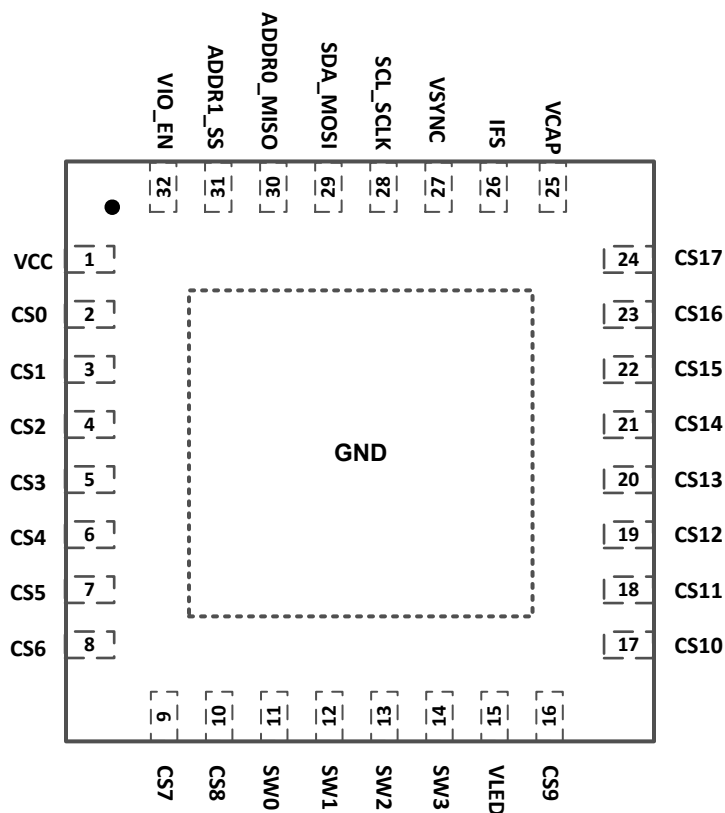 VIO_EN
ADDR1_SS
ADDR0_MISO
SDA_MOSI
SCL_SCLK
VSYNC
IFS
VCAP
32
31
30
29
28
27
26
25
VCC 1
24 CS17
CS0 2
23 CS16
CS1 3
22 CS15
CS2 4
21 CS14
GND
CS3 5
20 CS13
CS4 6
19 CS12
CS5 7
18 CS11
CS6 8
17 CS10
9
10
11
12
13
14
15
16
CS7
CS8
SW0
SW1
SW2
SW3
VLED
CS9